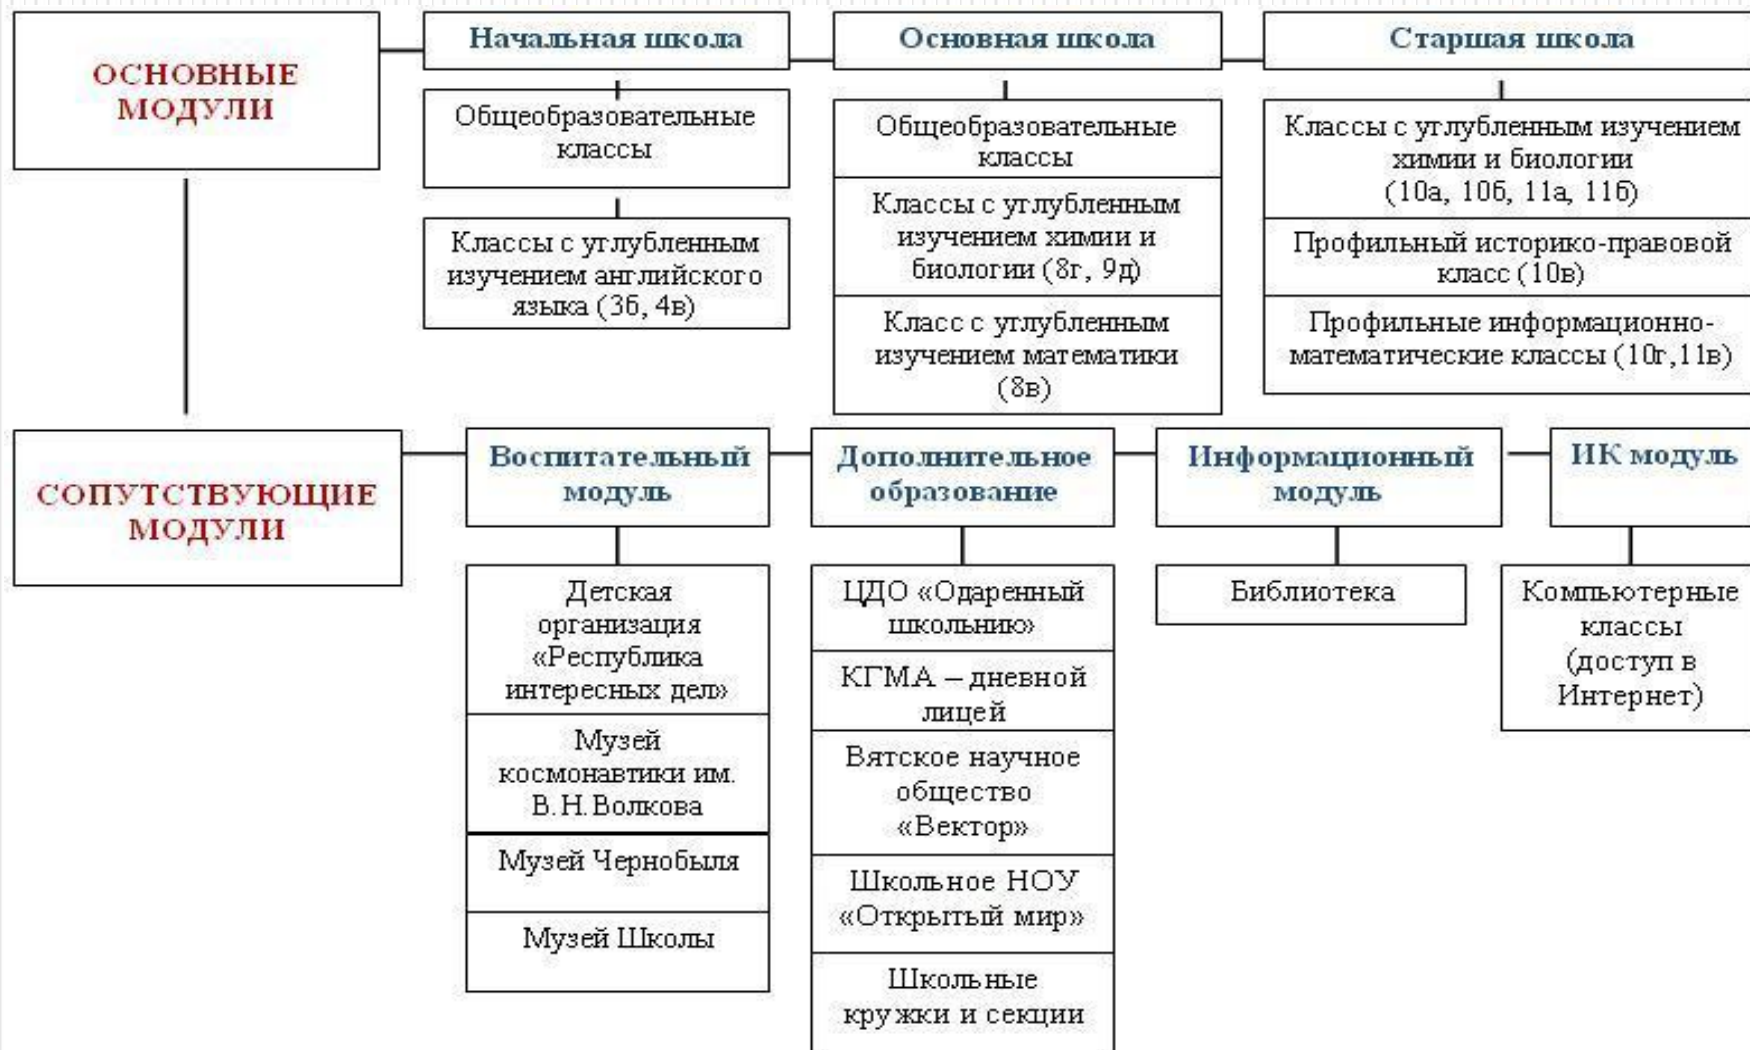 ОСНОВНЫЕ
МОДУЛИ
Начальная школа
Общеобразовательные
классы
Классы с углубленным
изучением английского
языка (3б, 4в)
Основная школа
Общеобразовательные
классы
Классы с углубленным
изучением химии и
биологии (8г, 9д)
Класс с углубленным
изучением математики
(8в)
Старшая школа
Классы с углубленным изучением
химии и биологии
(10а, 10б, 11а, 11б)
Профильный историко-правовой
класс (10в)
Профильные информационно-
математические классы (10г,11в)
СОПУТСТВУЮЩИЕ
МОДУЛИ
Воспитательный
модуль
Детская
организация
«Республика
интересных дел»
Музей
космонавтики им.
В.Н.Волкова
Музей Чернобыля
Музей Школы
Дополнительное
образование
ЦДО «Одаренный
школьнию»
КГМА – дневной
лицей
Вятское научное
общество
«Вектор»
Школьное НОУ
«Открытый мир»
Школьные
кружки и секции
Информационный
модуль
Библиотека
ИК модуль
Компьютерные
классы
(доступ в
Интернет)